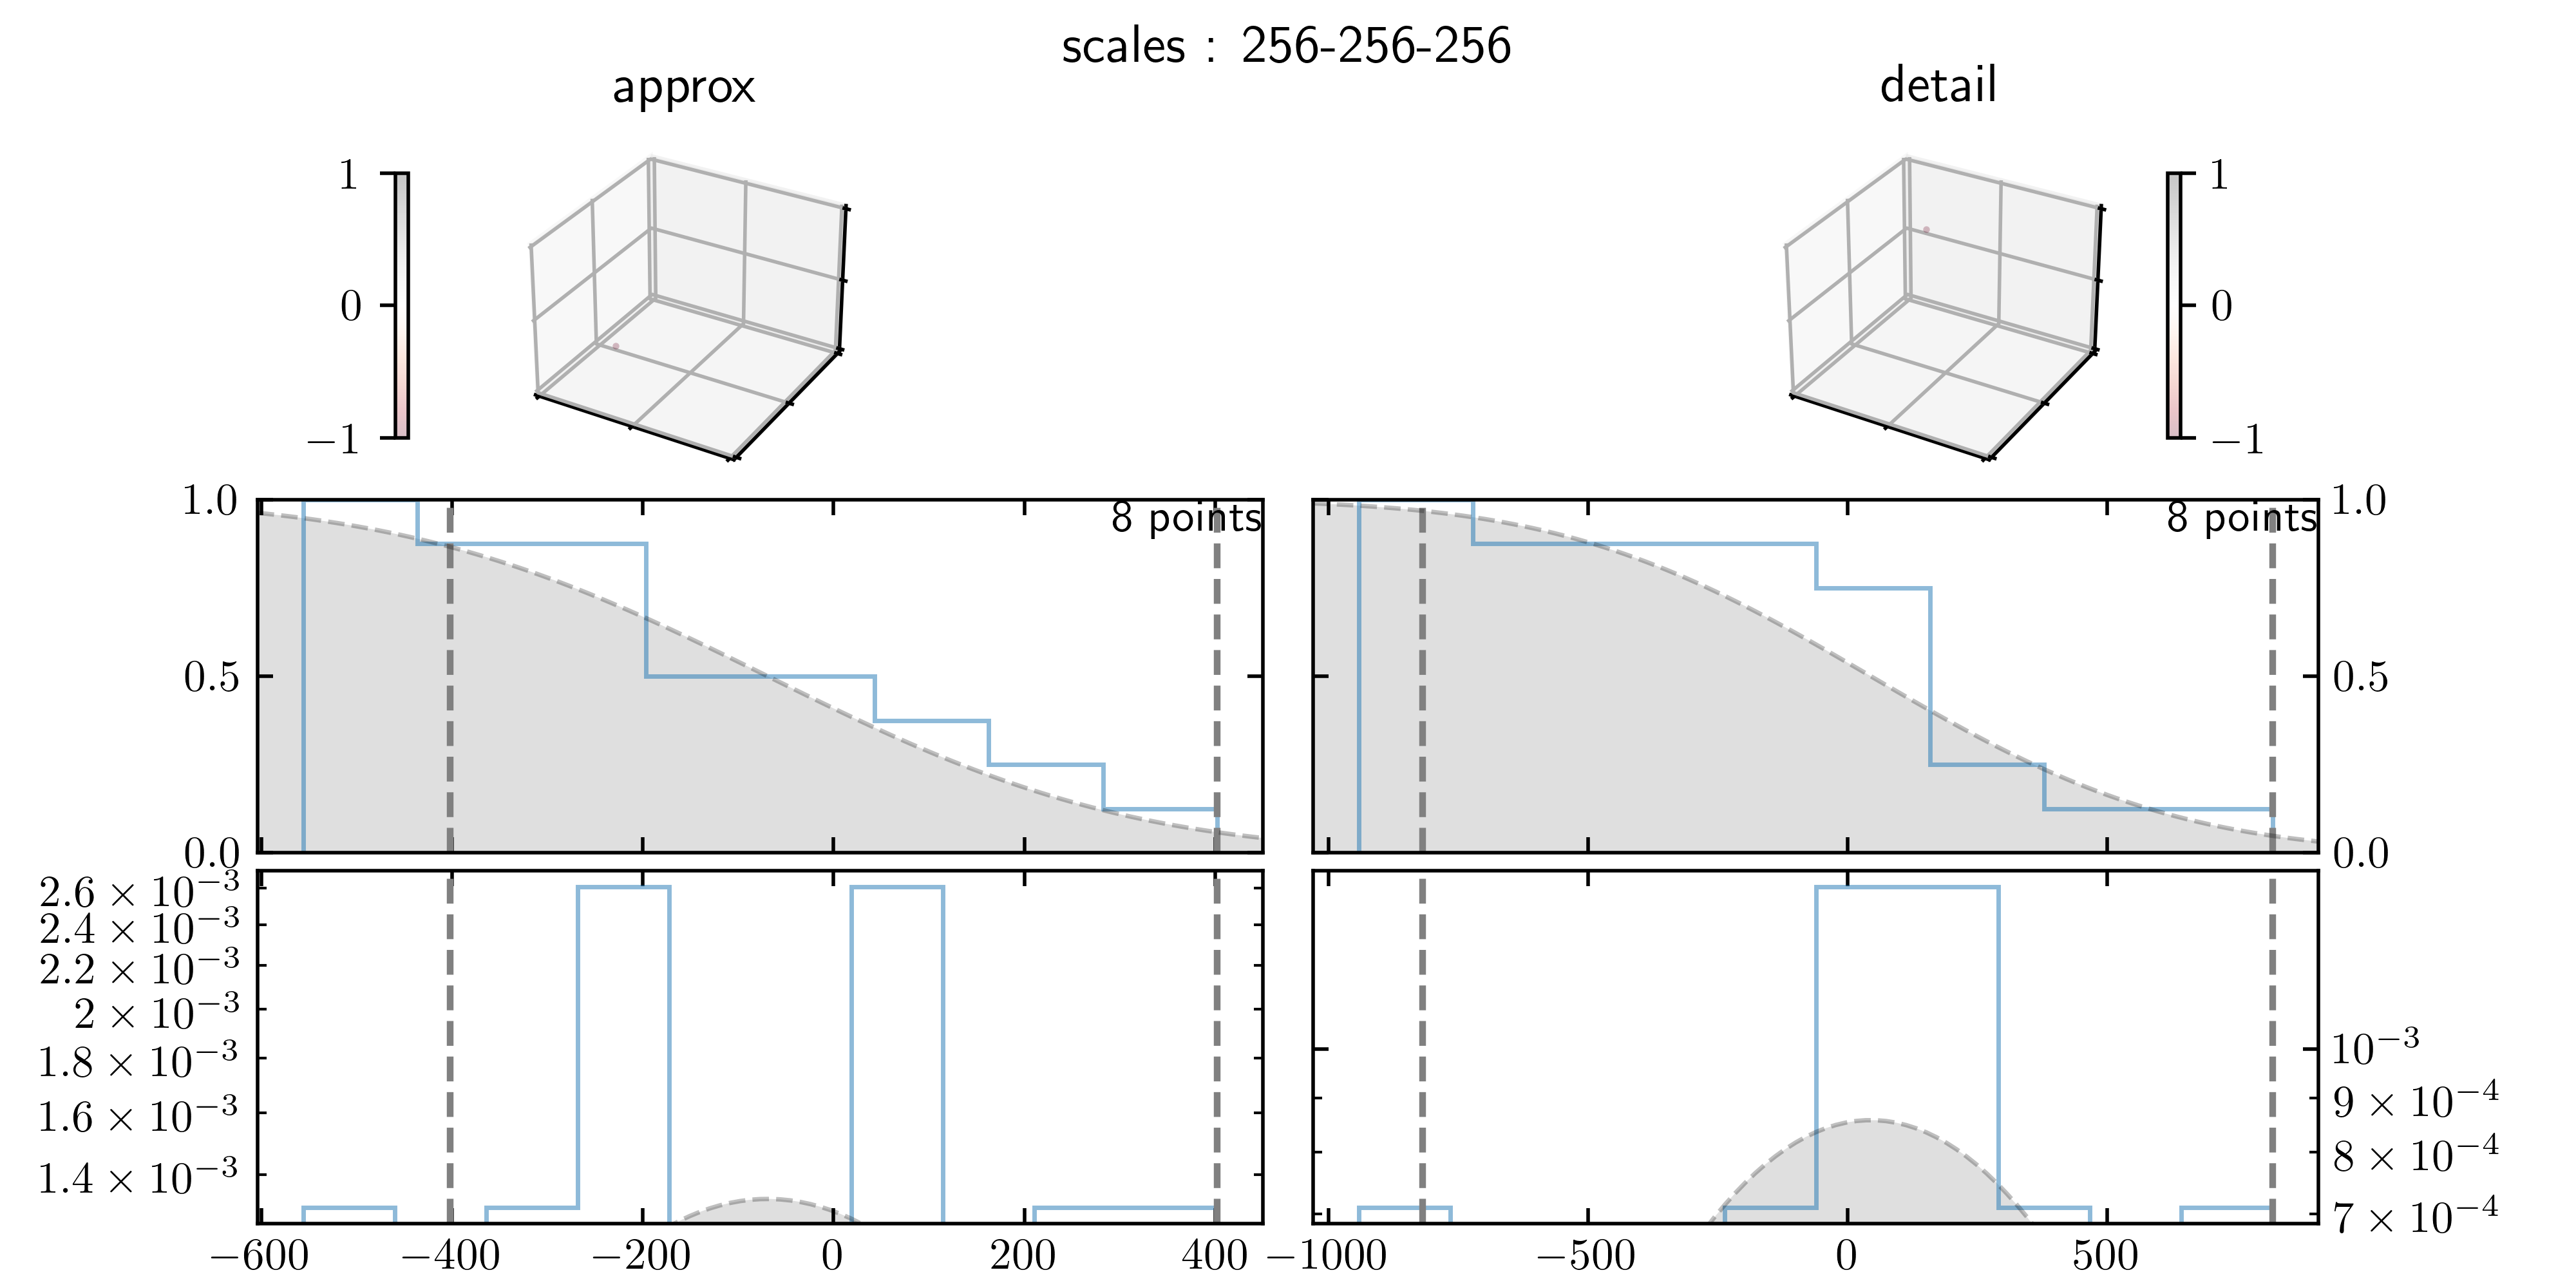 scales : 256-256-256
approx
detail
1
0
−1
1
0
−1
1.0
0.5
0.0
8 points
8 points
1.0
0.5
0.0
2.6 × 10⁻³
2.4 × 10⁻³
2.2 × 10⁻³
2 × 10⁻³
1.8 × 10⁻³
1.6 × 10⁻³
1.4 × 10⁻³
10⁻³
9 × 10⁻⁴
8 × 10⁻⁴
7 × 10⁻⁴
−600 −400 −200 0 200 400
−1000 −500 0 500